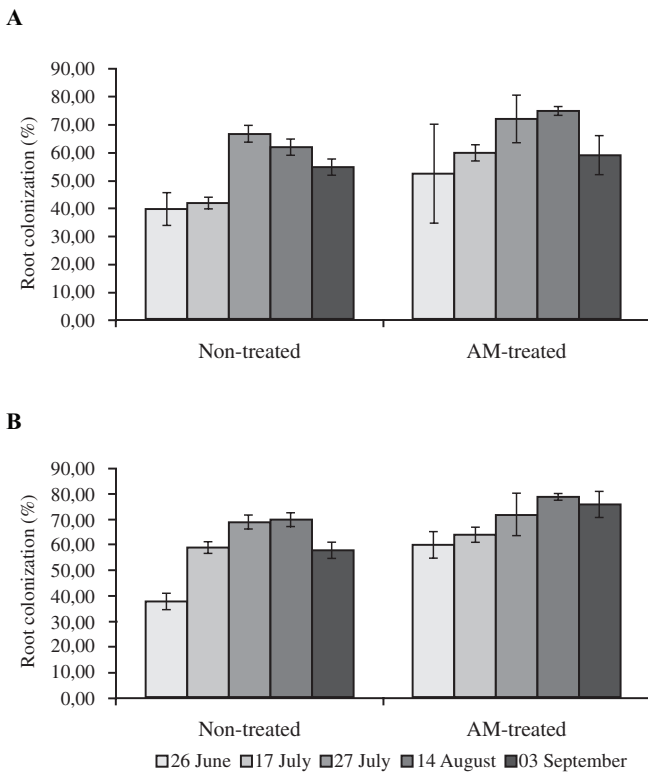 A
Root colonization (%)
90,00
80,00
70,00
60,00
50,00
40,00
30,00
20,00
10,00
0,00
Non-treated AM-treated
B
Root colonization (%)
90,00
80,00
70,00
60,00
50,00
40,00
30,00
20,00
10,00
0,00
Non-treated AM-treated
26 June 17 July 27 July 14 August 03 September